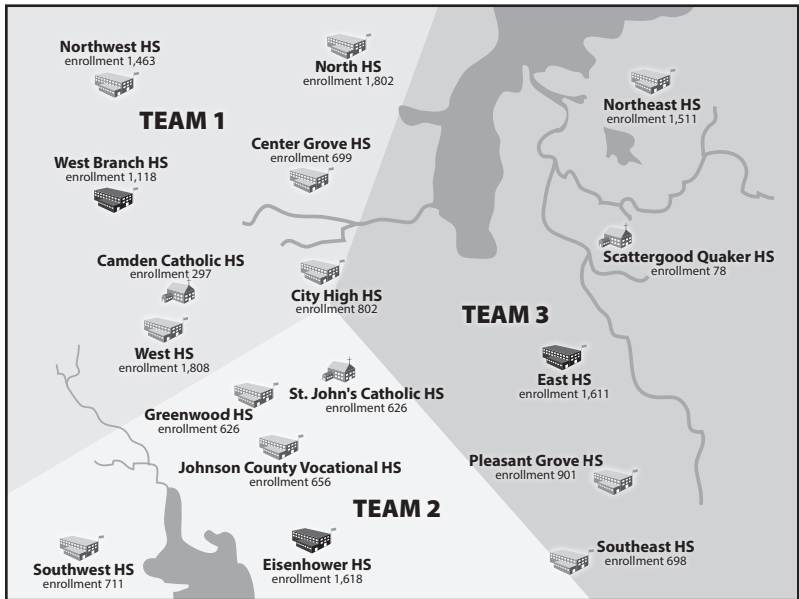 Northwest HS
enrollment 1,463
North HS
enrollment 1,802
Northeast HS
enrollment 1,511
TEAM 1
Center Grove HS
enrollment 699
West Branch HS
enrollment 1,118
Camden Catholic HS
enrollment 297
Scattergood Quaker HS
enrollment 78
City High HS
enrollment 802
TEAM 3
West HS
enrollment 1,808
East HS
enrollment 1,611
St. John's Catholic HS
enrollment 626
Greenwood HS
enrollment 626
Johnson County Vocational HS
enrollment 656
Pleasant Grove HS
enrollment 901
TEAM 2
Southwest HS
enrollment 711
Eisenhower HS
enrollment 1,618
Southeast HS
enrollment 698